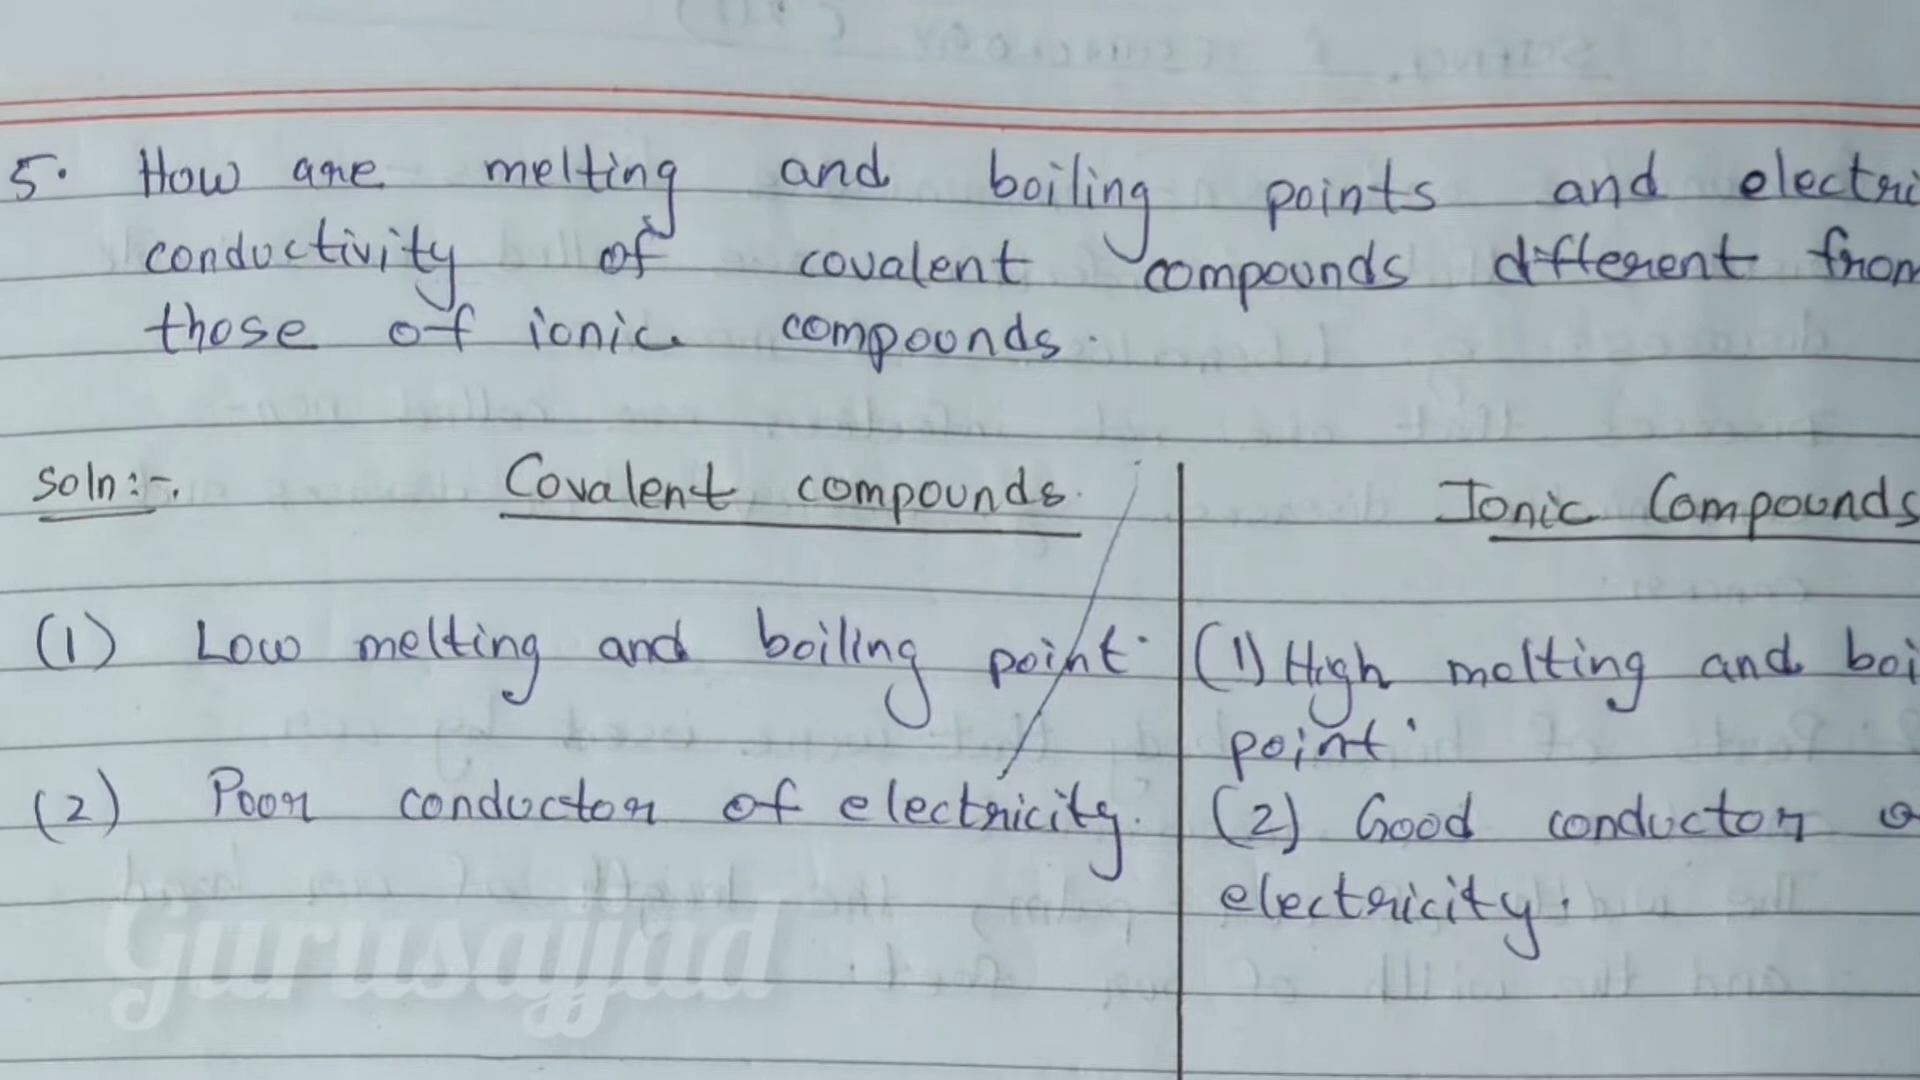 5. How are melting and boiling points and electri
conductivity of covalent compounds different from
those of ionic compounds.
Soln:-. Covalent compounds. Ionic Compounds
(1) Low melting and boiling point. (1) High melting and boi
point.
(2) Poor conductor of electricity. (2) Good conductor o
electricity.
Gurusajjad